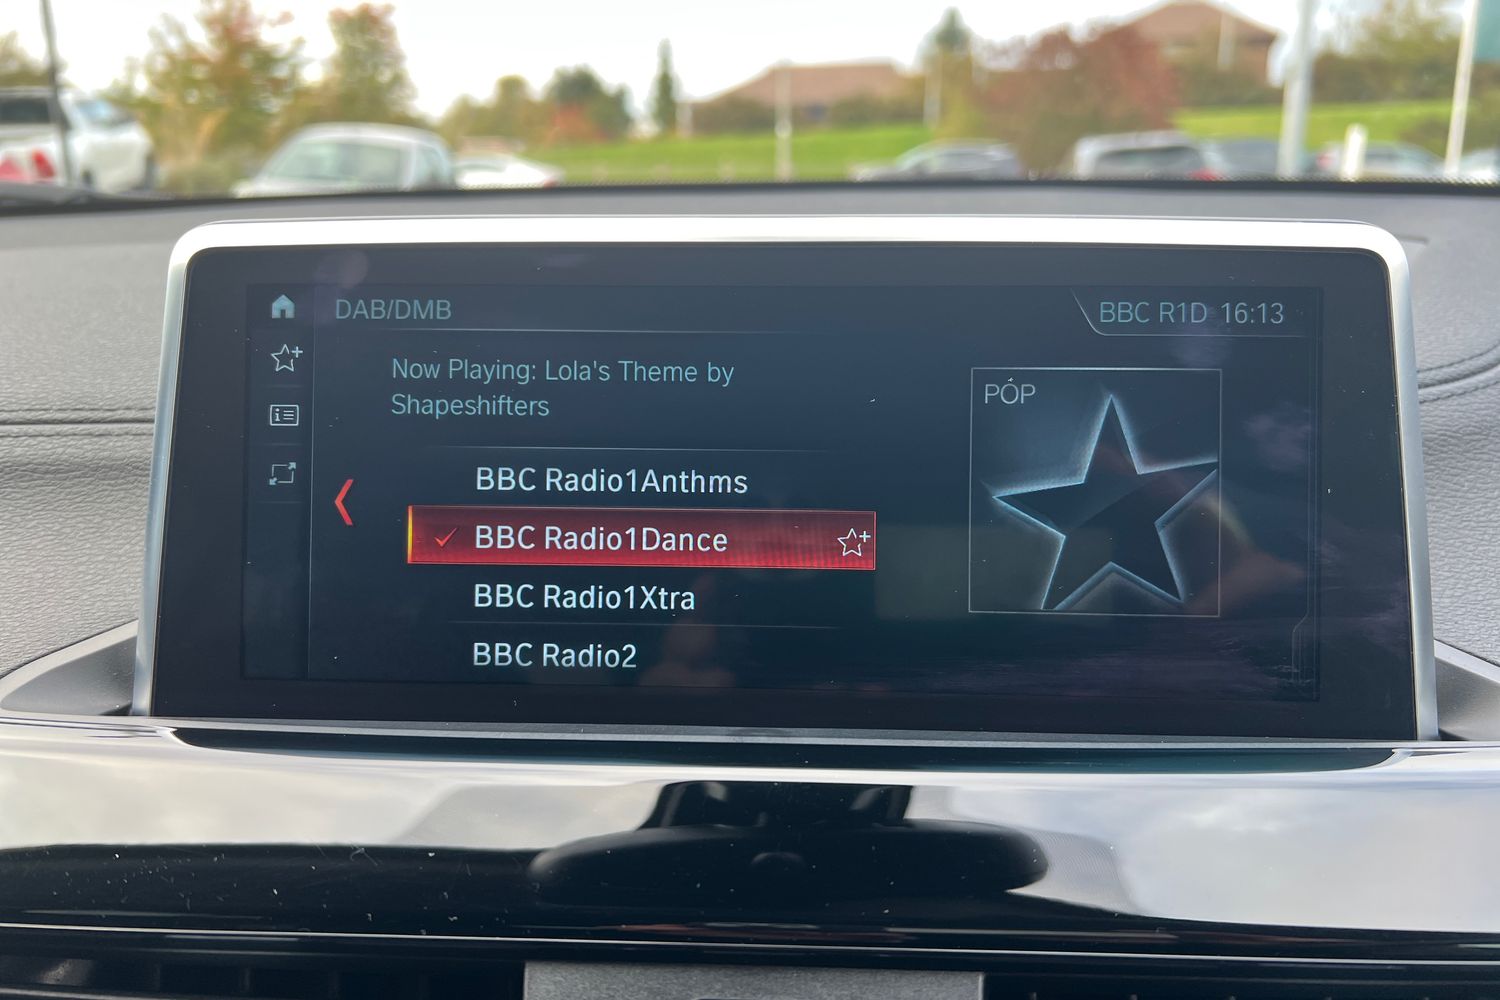 DAB/DMB
BBC R1D 16:13
Now Playing: Lola's Theme by
Shapeshifters
POP
BBC Radio1Anthms
BBC Radio1Dance
BBC Radio1Xtra
BBC Radio2